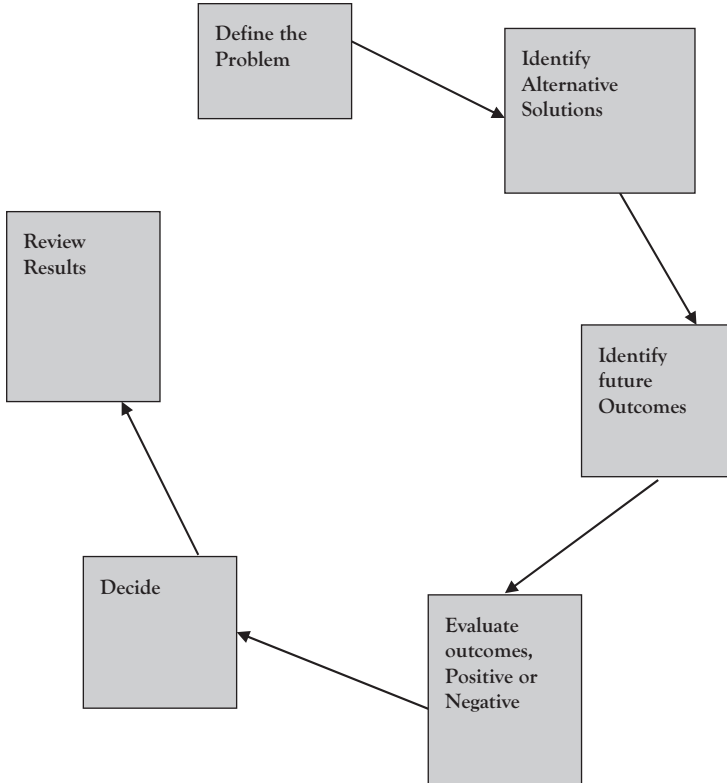 Define the
Problem
Identify
Alternative
Solutions
Identify
future
Outcomes
Evaluate
outcomes,
Positive or
Negative
Decide
Review
Results